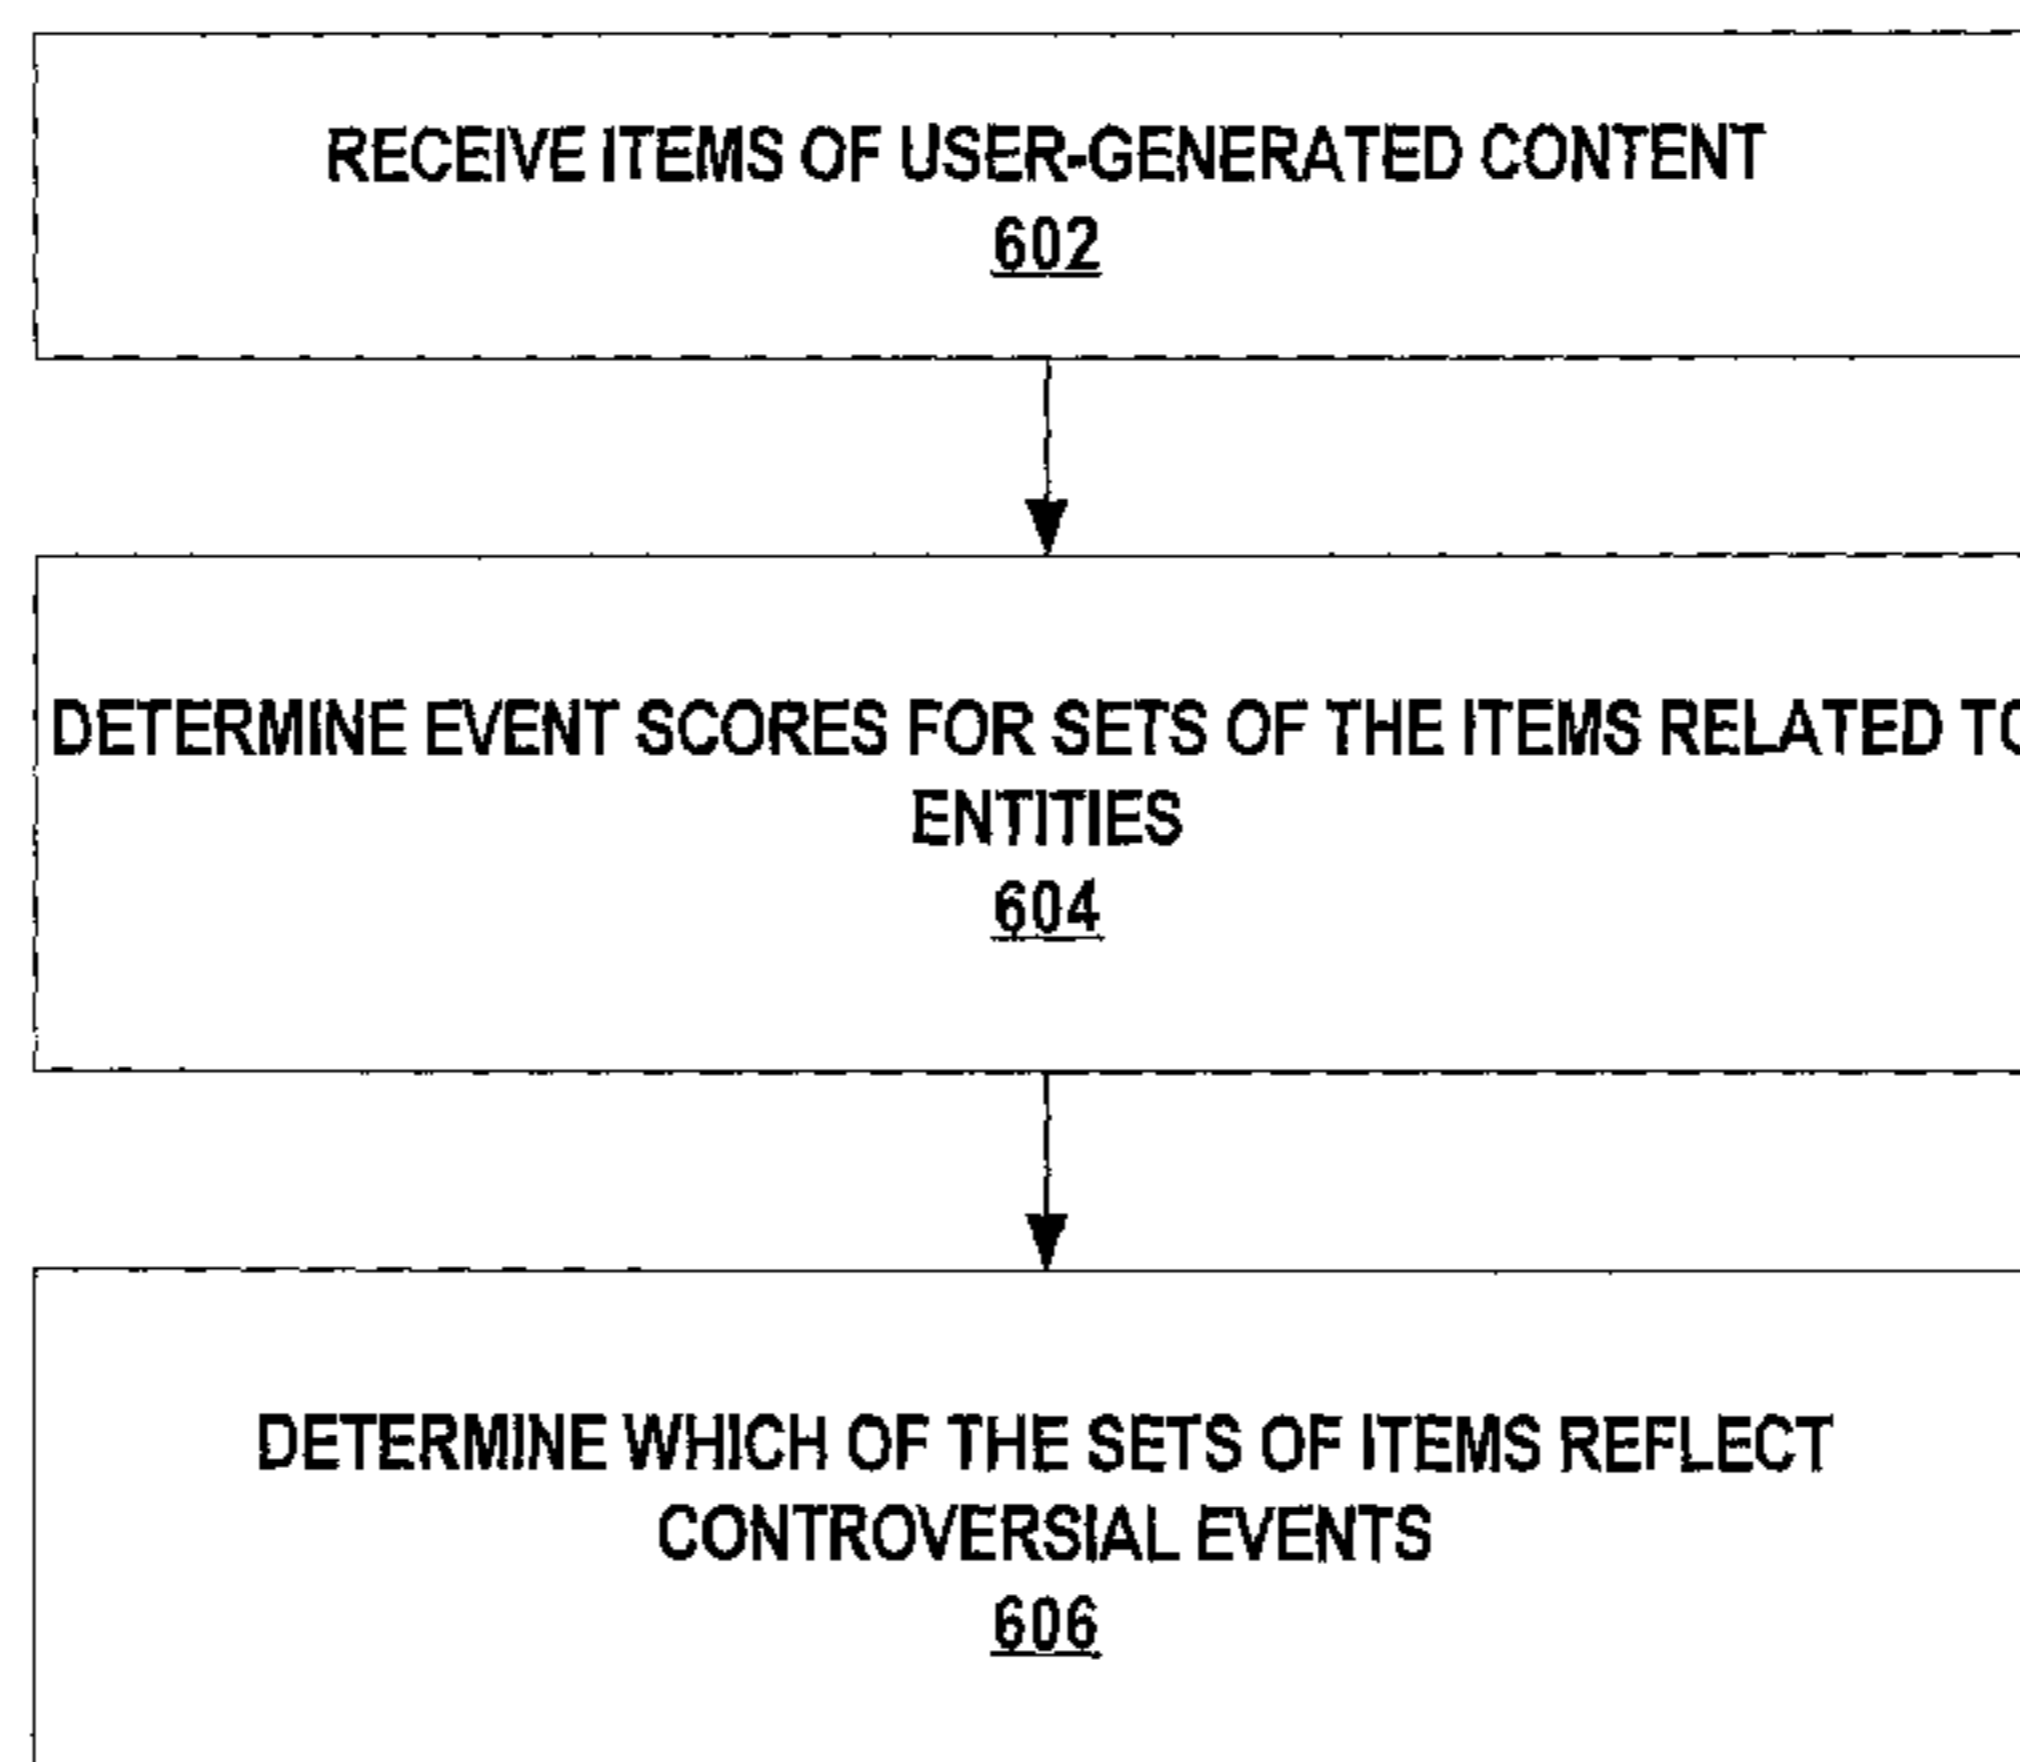 RECEIVE ITEMS OF USER-GENERATED CONTENT
602
DETERMINE EVENT SCORES FOR SETS OF THE ITEMS RELATED TO
ENTITIES
604
DETERMINE WHICH OF THE SETS OF ITEMS REFLECT
CONTROVERSIAL EVENTS
606